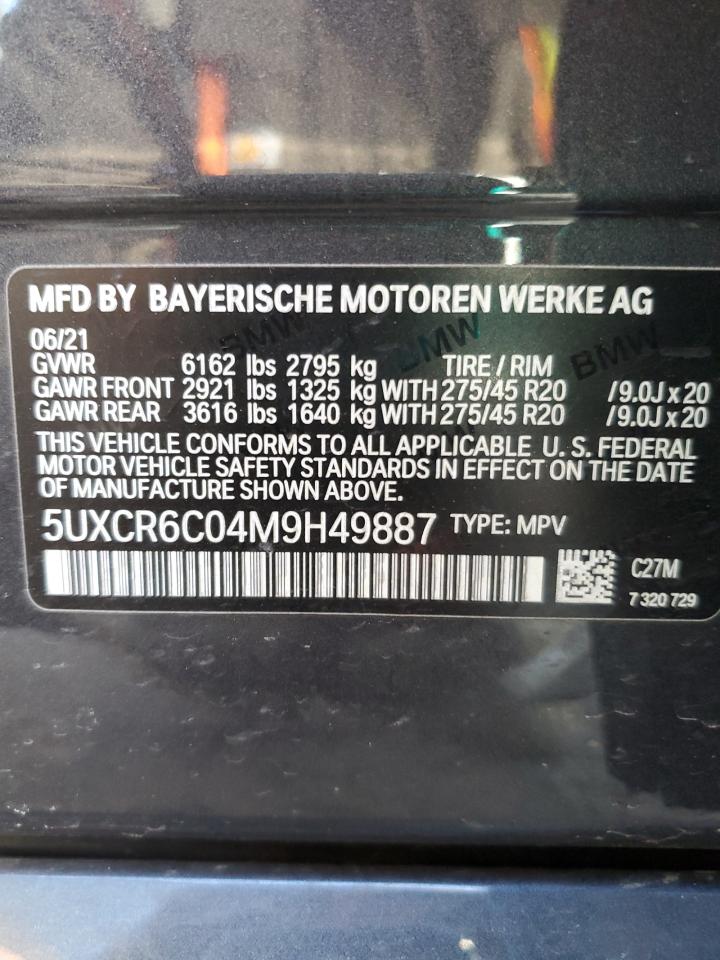 MFD BY BAYERISCHE MOTOREN WERKE AG
06/21
GVWR 6162 lbs 2795 kg TIRE / RIM
GAWR FRONT 2921 lbs 1325 kg WITH 275/45 R20 /9.0J x 20
GAWR REAR 3616 lbs 1640 kg WITH 275/45 R20 /9.0J x 20
THIS VEHICLE CONFORMS TO ALL APPLICABLE U.S. FEDERAL
MOTOR VEHICLE SAFETY STANDARDS IN EFFECT ON THE DATE
OF MANUFACTURE SHOWN ABOVE.
5UXCR6C04M9H49887 TYPE: MPV
C27M
7 320 729
BMW BMW BMW